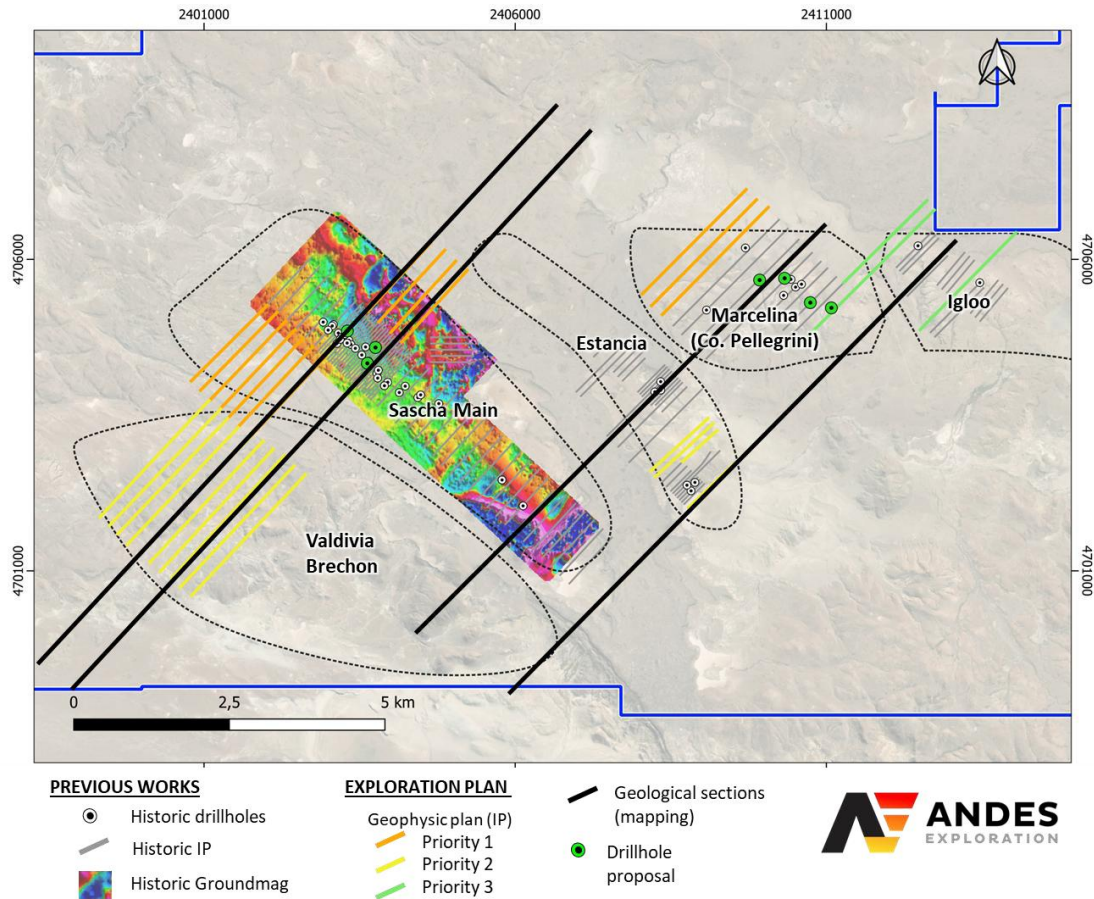 2401000
2406000
2411000
4706000
4706000
Igloo
Marcelina
(Co. Pellegrini)
Estancia
Sascha Main
Valdivia
Brechon
4701000
4701000
0
2,5
5 km
PREVIOUS WORKS
Historic drillholes
Historic IP
Historic Groundmag
EXPLORATION PLAN
Geophysic plan (IP)
Priority 1
Priority 2
Priority 3
Geological sections
(mapping)
Drillhole
proposal
ANDES
EXPLORATION